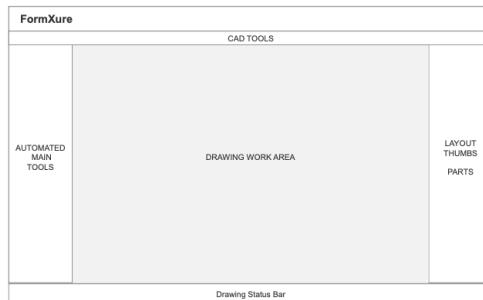 FormXure
CAD TOOLS
AUTOMATED
MAIN
TOOLS
DRAWING WORK AREA
LAYOUT
THUMBS
PARTS
Drawing Status Bar